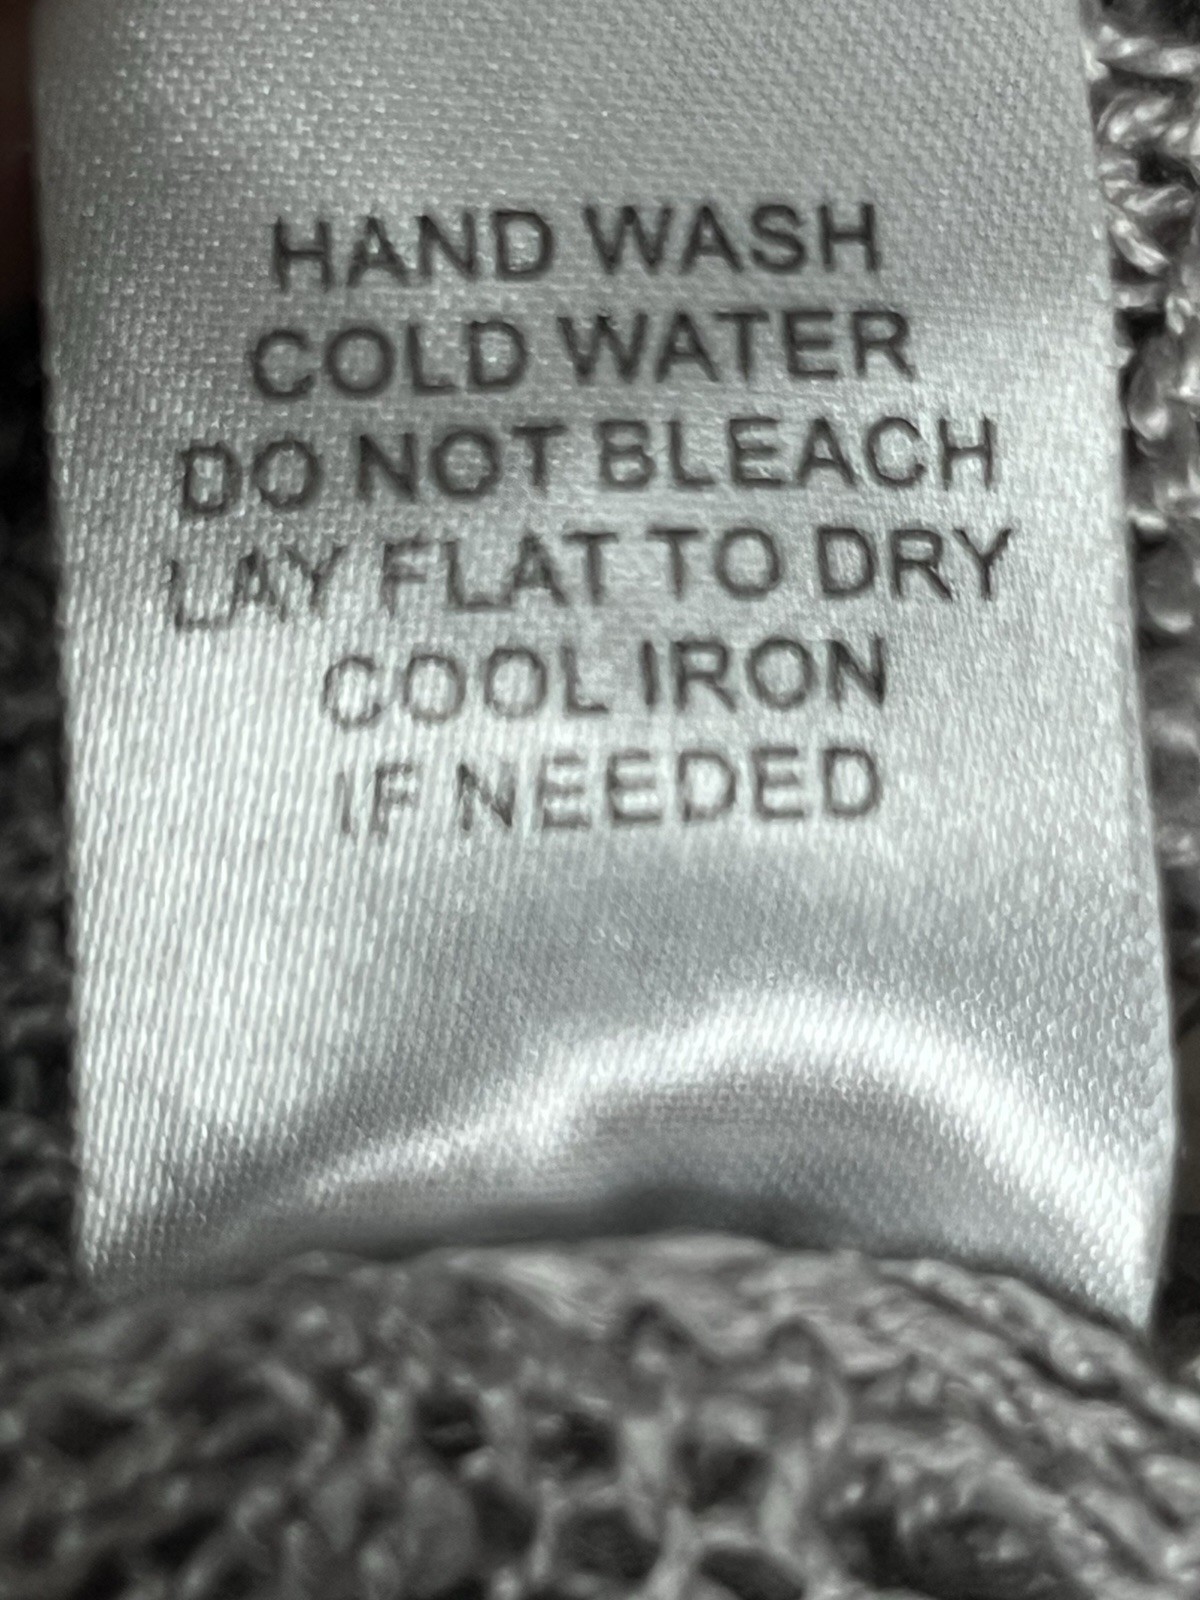 HAND WASH
COLD WATER
DO NOT BLEACH
LAY FLAT TO DRY
COOL IRON
IF NEEDED